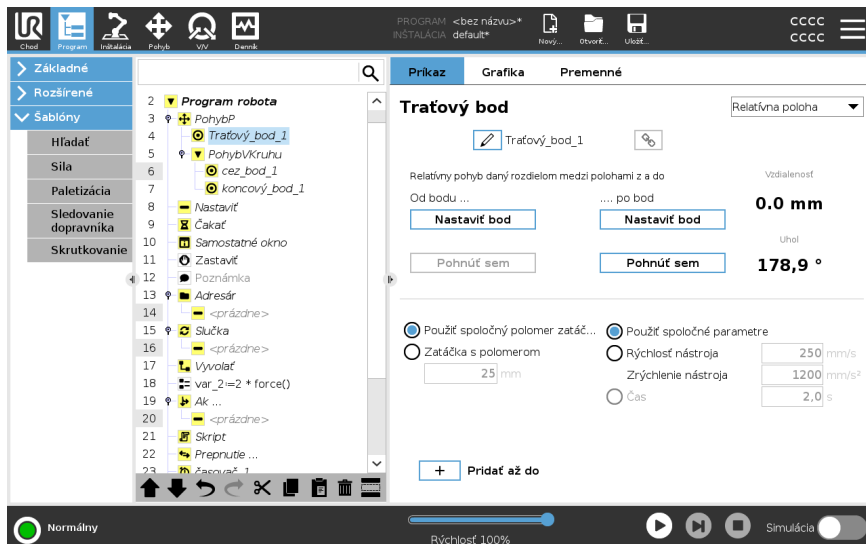 PROGRAM <bez názvu>*
INŠTALÁCIA default*
Chod
Program
Inštalácia
Pohyb
V/V
Denník
Nový...
Otvoriť...
Uložiť...
CCCC
CCCC
Základné
Rozšírené
Šablóny
Hľadať
Sila
Paletizácia
Sledovanie
dopravníka
Skrutkovanie
2 Program robota
3 PohybP
4 Traťový_bod_1
5 PohybVKruhu
6 cez_bod_1
7 koncový_bod_1
8 Nastaviť
9 Čakať
10 Samostatné okno
11 Zastaviť
12 Poznámka
13 Adresár
14 <prázdne>
15 Slučka
16 <prázdne>
17 Vyvolať
18 var_2≔2 * force()
19 Ak ...
20 <prázdne>
21 Skript
22 Prepnutie ...
23 časovač_1
Príkaz
Grafika
Premenné
Traťový bod
Relatívna poloha
Traťový_bod_1
Relatívny pohyb daný rozdielom medzi polohami z a do
Vzdialenosť
Od bodu ...
.... po bod
0.0 mm
Nastaviť bod
Nastaviť bod
Uhol
Pohnúť sem
Pohnúť sem
178,9 °
Použiť spoločný polomer zatáč...
Použiť spoločné parametre
Zatáčka s polomerom
Rýchlosť nástroja
250 mm/s
25 mm
Zrýchlenie nástroja
1200 mm/s²
Čas
2,0 s
Pridať až do
Normálny
Rýchlosť 100%
Simulácia